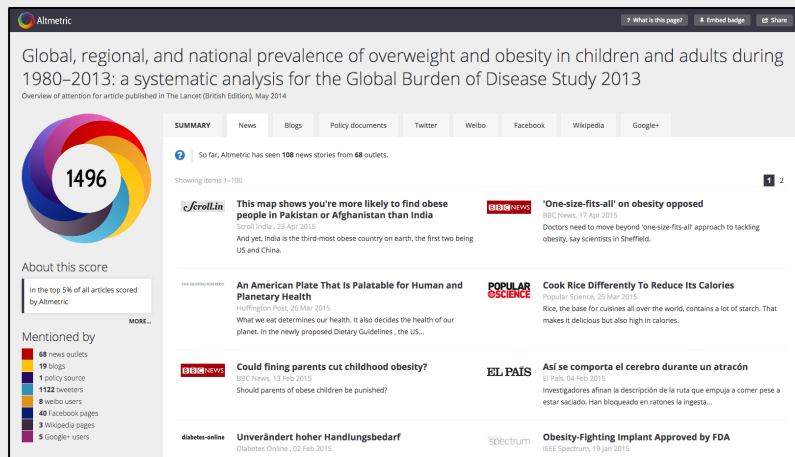 Altmetric
? What is this page?
Embed badge
Share
Global, regional, and national prevalence of overweight and obesity in children and adults during
1980–2013: a systematic analysis for the Global Burden of Disease Study 2013
Overview of attention for article published in The Lancet (British Edition), May 2014
1496
About this score
In the top 5% of all articles scored
by Altmetric
MORE...
Mentioned by
68 news outlets
19 blogs
1 policy source
1122 tweeters
8 weibo users
40 Facebook pages
3 Wikipedia pages
5 Google+ users
SUMMARY News Blogs Policy documents Twitter Weibo Facebook Wikipedia Google+
? So far, Altmetric has seen 108 news stories from 68 outlets.
Showing items 1–100
1 2
Scroll.in
This map shows you're more likely to find obese
people in Pakistan or Afghanistan than India
Scroll India , 23 Apr 2015
And yet, India is the third-most obese country on earth, the first two being
US and China.
BBC NEWS
'One-size-fits-all' on obesity opposed
BBC News, 17 Apr 2015
Doctors need to move beyond 'one-size-fits-all' approach to tackling
obesity, say scientists in Sheffield.
THE HUFFINGTON POST
An American Plate That Is Palatable for Human and
Planetary Health
Huffington Post, 26 Mar 2015
What we eat determines our health. It also decides the health of our
planet. In the newly proposed Dietary Guidelines , the US...
POPULAR
SCIENCE
Cook Rice Differently To Reduce Its Calories
Popular Science, 25 Mar 2015
Rice, the base for cuisines all over the world, contains a lot of starch. That
makes it delicious but also high in calories.
BBC NEWS
Could fining parents cut childhood obesity?
BBC News, 13 Feb 2015
Should parents of obese children be punished?
EL PAÍS
Así se comporta el cerebro durante un atracón
El País, 04 Feb 2015
Investigadores afinan la descripción de la ruta que empuja a comer pese a
estar saciado. Han bloqueado en ratones la ingesta...
diabetes-online
Unverändert hoher Handlungsbedarf
Diabetes Online , 02 Feb 2015
spectrum
Obesity-Fighting Implant Approved by FDA
IEEE Spectrum, 19 Jan 2015